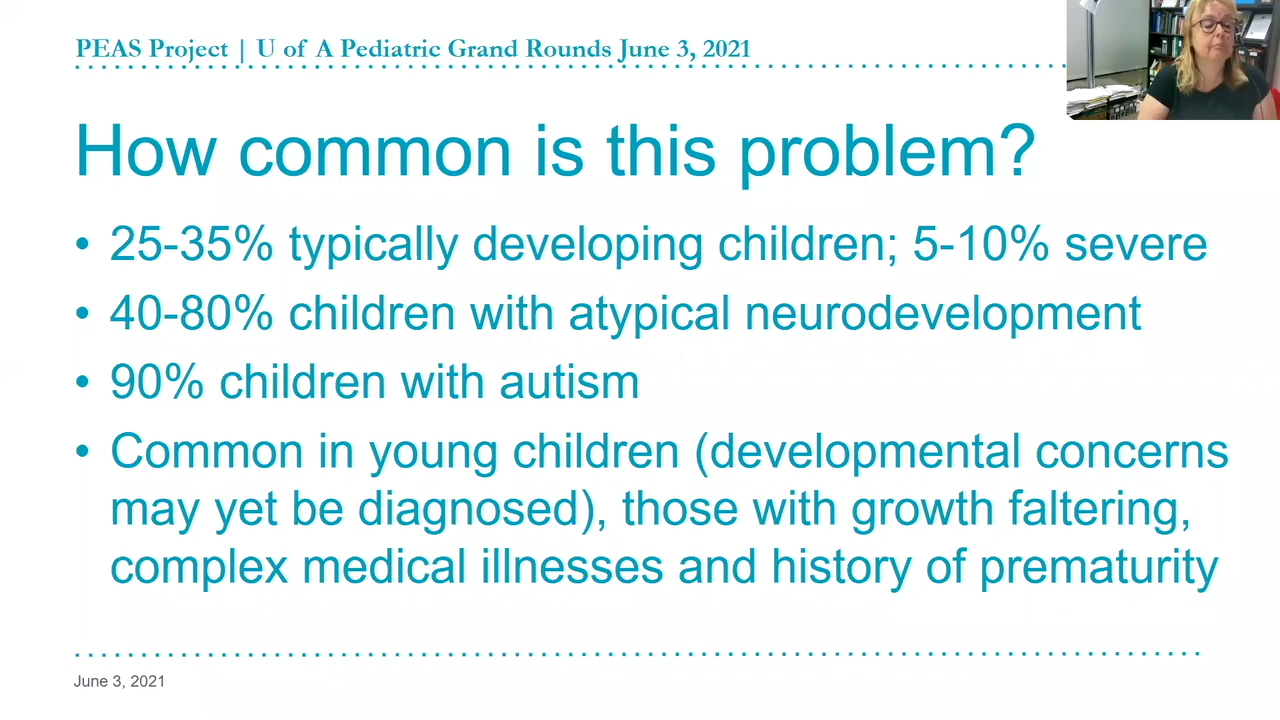 PEAS Project | U of A Pediatric Grand Rounds June 3, 2021
How common is this problem?
• 25-35% typically developing children; 5-10% severe
• 40-80% children with atypical neurodevelopment
• 90% children with autism
• Common in young children (developmental concerns
may yet be diagnosed), those with growth faltering,
complex medical illnesses and history of prematurity
June 3, 2021